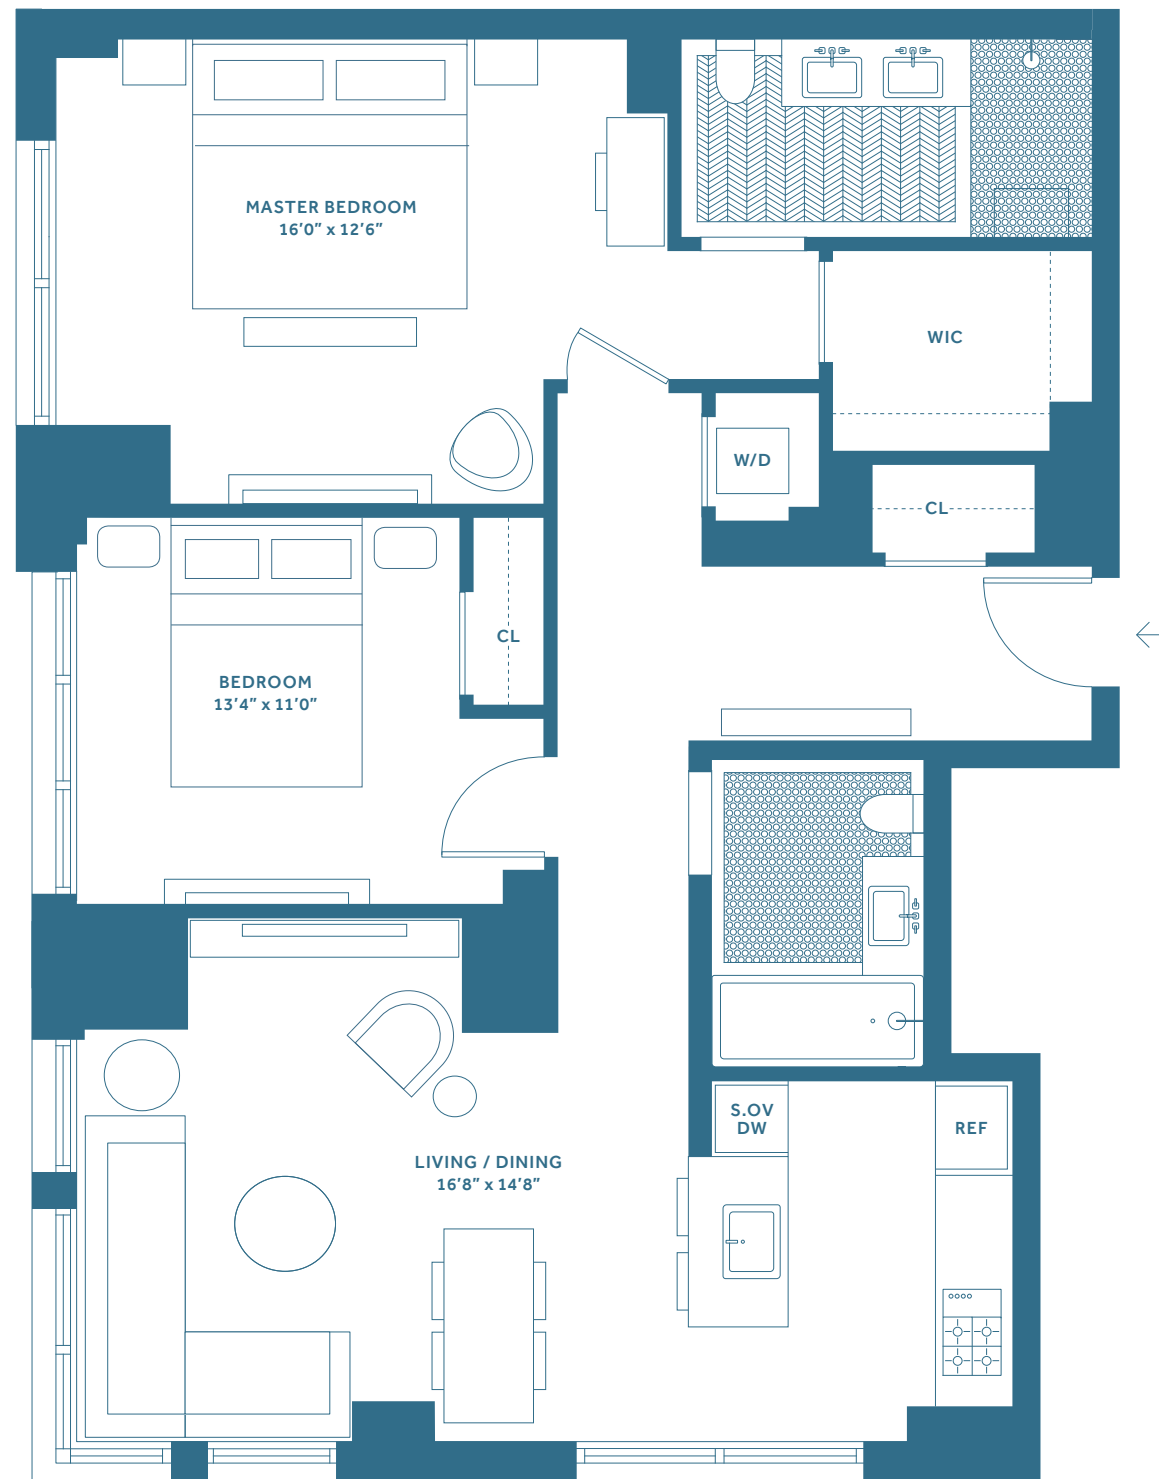 MASTER BEDROOM
16'0" x 12'6"
WIC
W/D
CL
CL
BEDROOM
13'4" x 11'0"
S.OV
DW
REF
LIVING / DINING
16'8" x 14'8"